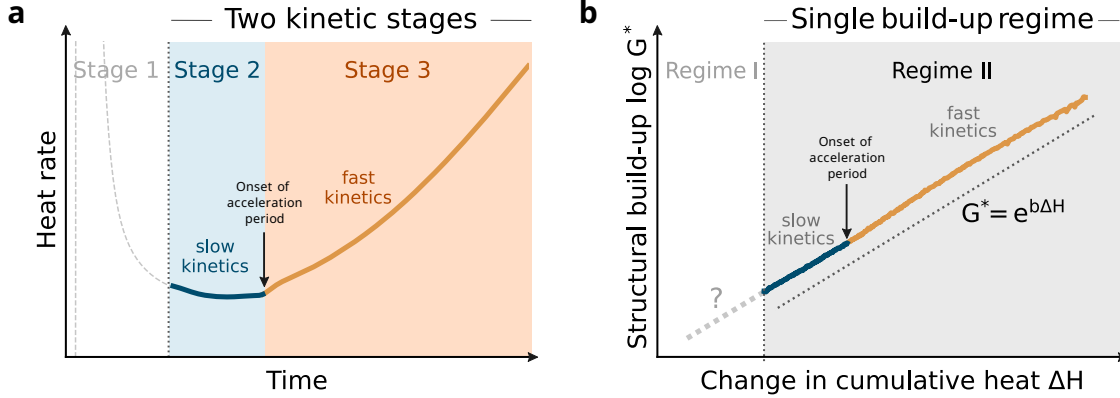 a
Two kinetic stages
Stage 1
Stage 2
Stage 3
Onset of
acceleration
period
fast
kinetics
slow
kinetics
Heat rate
Time
b
Single build-up regime
Regime I
Regime II
fast
kinetics
Onset of
acceleration
period
slow
kinetics
G* = e^bΔH
?
Structural build-up log G*
Change in cumulative heat ΔH